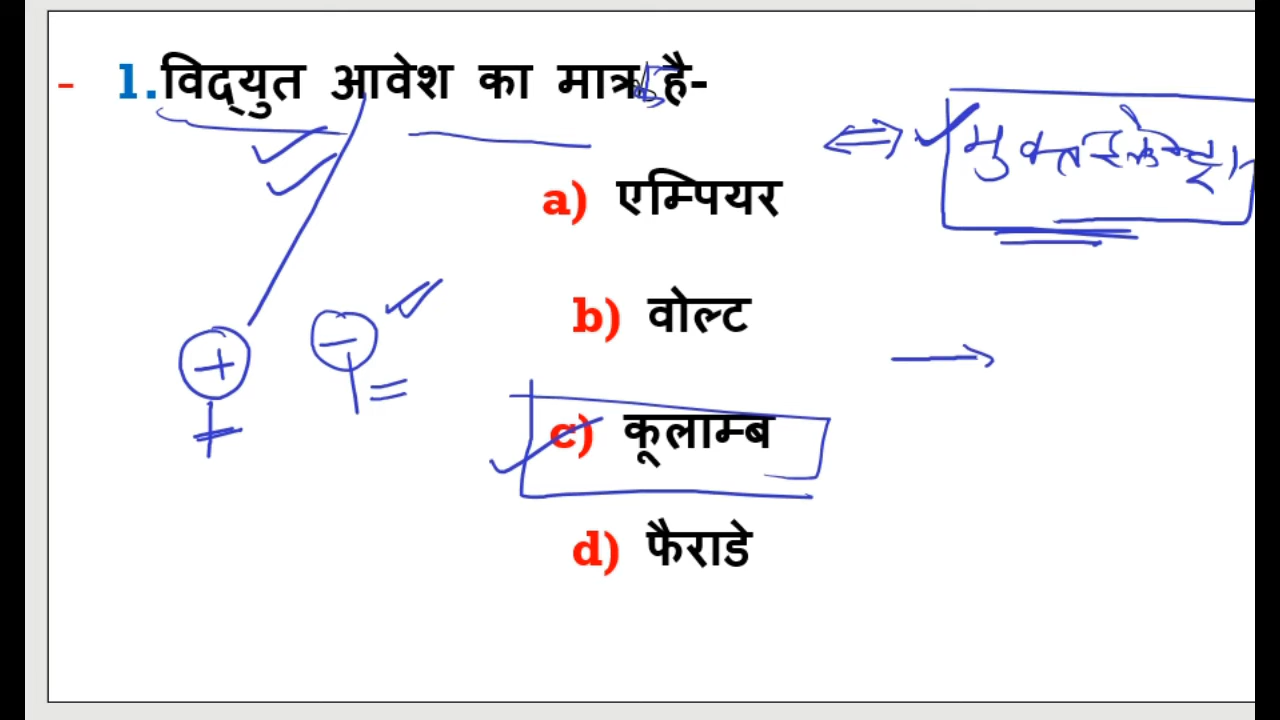 - 1.विद्युत आवेश का मात्रक है-
a) एम्पियर
b) वोल्ट
c) कूलाम्ब
d) फैराडे